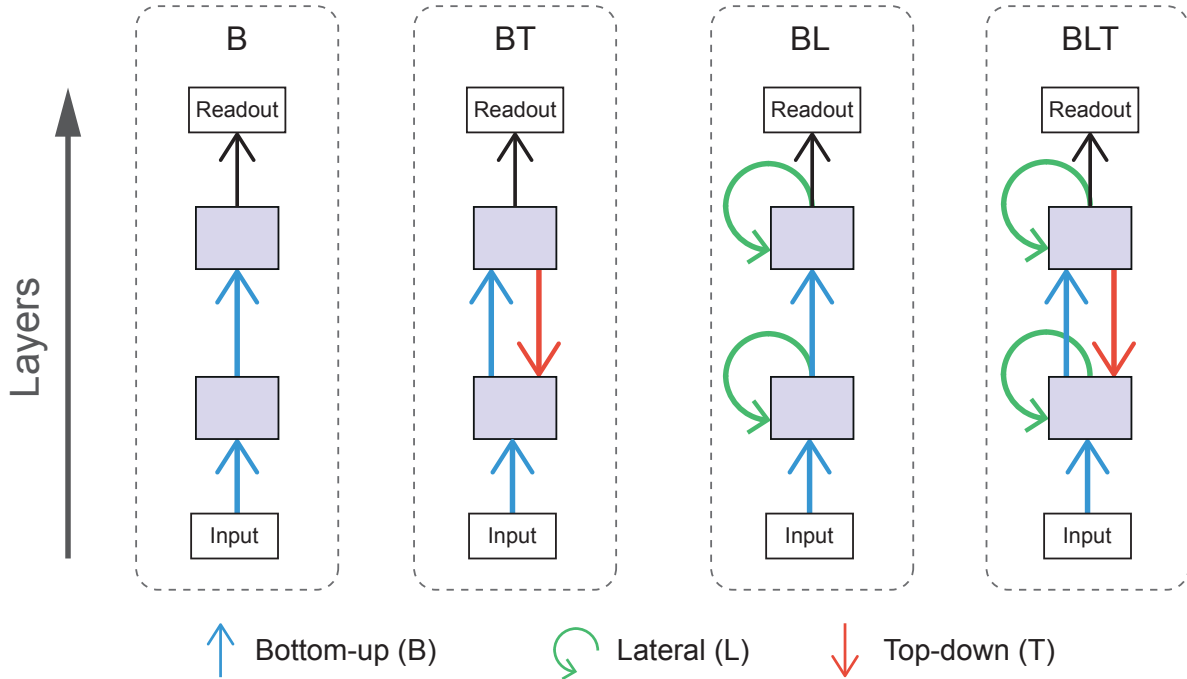 B
BT
BL
BLT
Readout
Readout
Readout
Readout
Layers
Input
Input
Input
Input
Bottom-up (B)
Lateral (L)
Top-down (T)